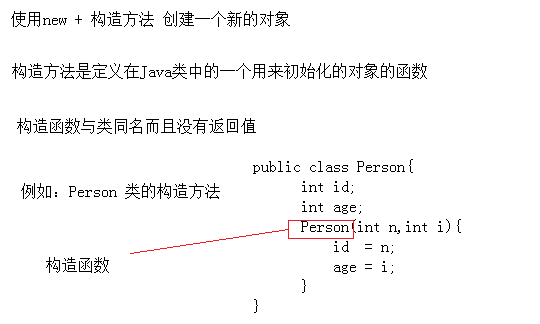 使用new + 构造方法 创建一个新的对象
构造方法是定义在Java类中的一个用来初始化的对象的函数
构造函数与类同名而且没有返回值
例如：Person 类的构造方法
构造函数
public class Person{
int id;
int age;
Person(int n,int i){
id = n;
age = i;
}
}